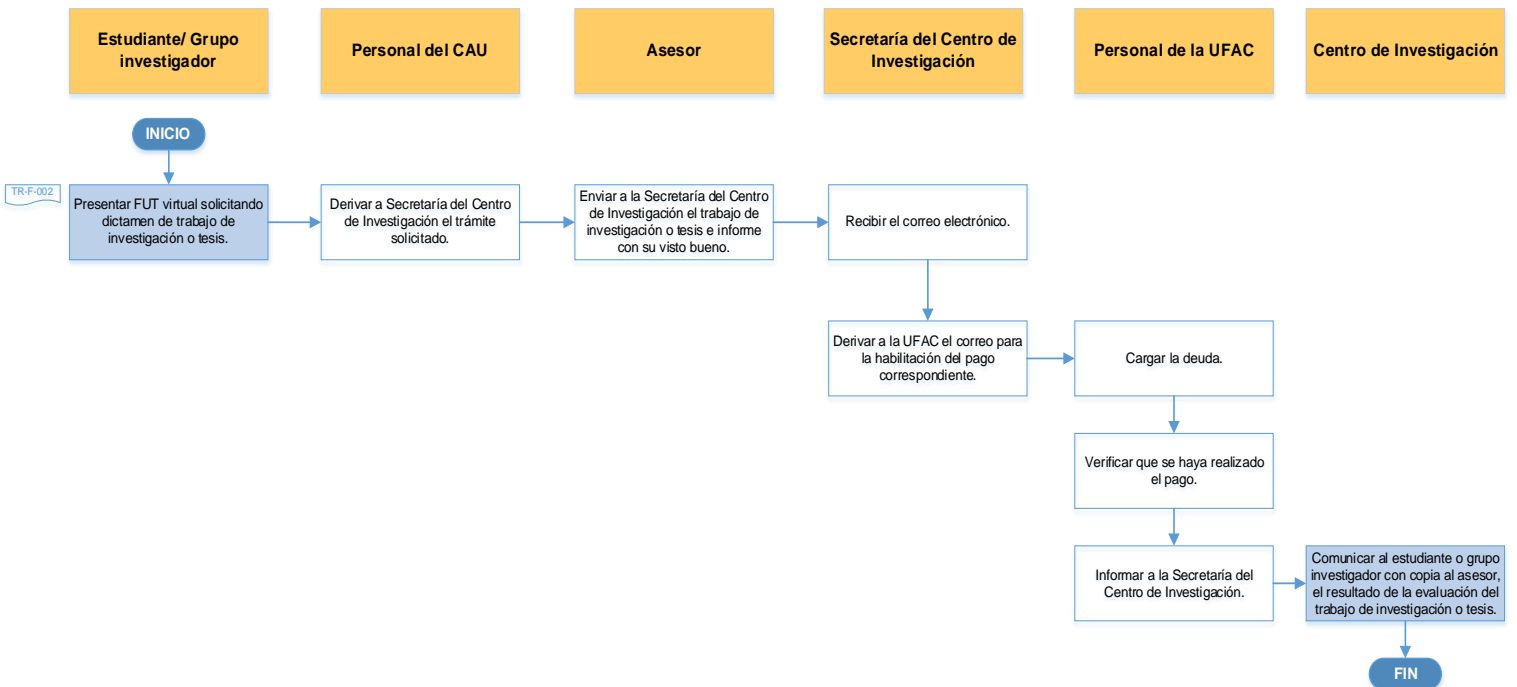 Estudiante/ Grupo
investigador
Personal del CAU
Asesor
Secretaría del Centro de
Investigación
Personal de la UFAC
Centro de Investigación
INICIO
TR-F-002
Presentar FUT virtual solicitando
dictamen de trabajo de
investigación o tesis.
Derivar a Secretaría del Centro
de Investigación el trámite
solicitado.
Enviar a la Secretaría del Centro
de Investigación el trabajo de
investigación o tesis e informe
con su visto bueno.
Recibir el correo electrónico.
Derivar a la UFAC el correo para
la habilitación del pago
correspondiente.
Cargar la deuda.
Verificar que se haya realizado
el pago.
Informar a la Secretaría del
Centro de Investigación.
Comunicar al estudiante o grupo
investigador con copia al asesor,
el resultado de la evaluación del
trabajo de investigación o tesis.
FIN